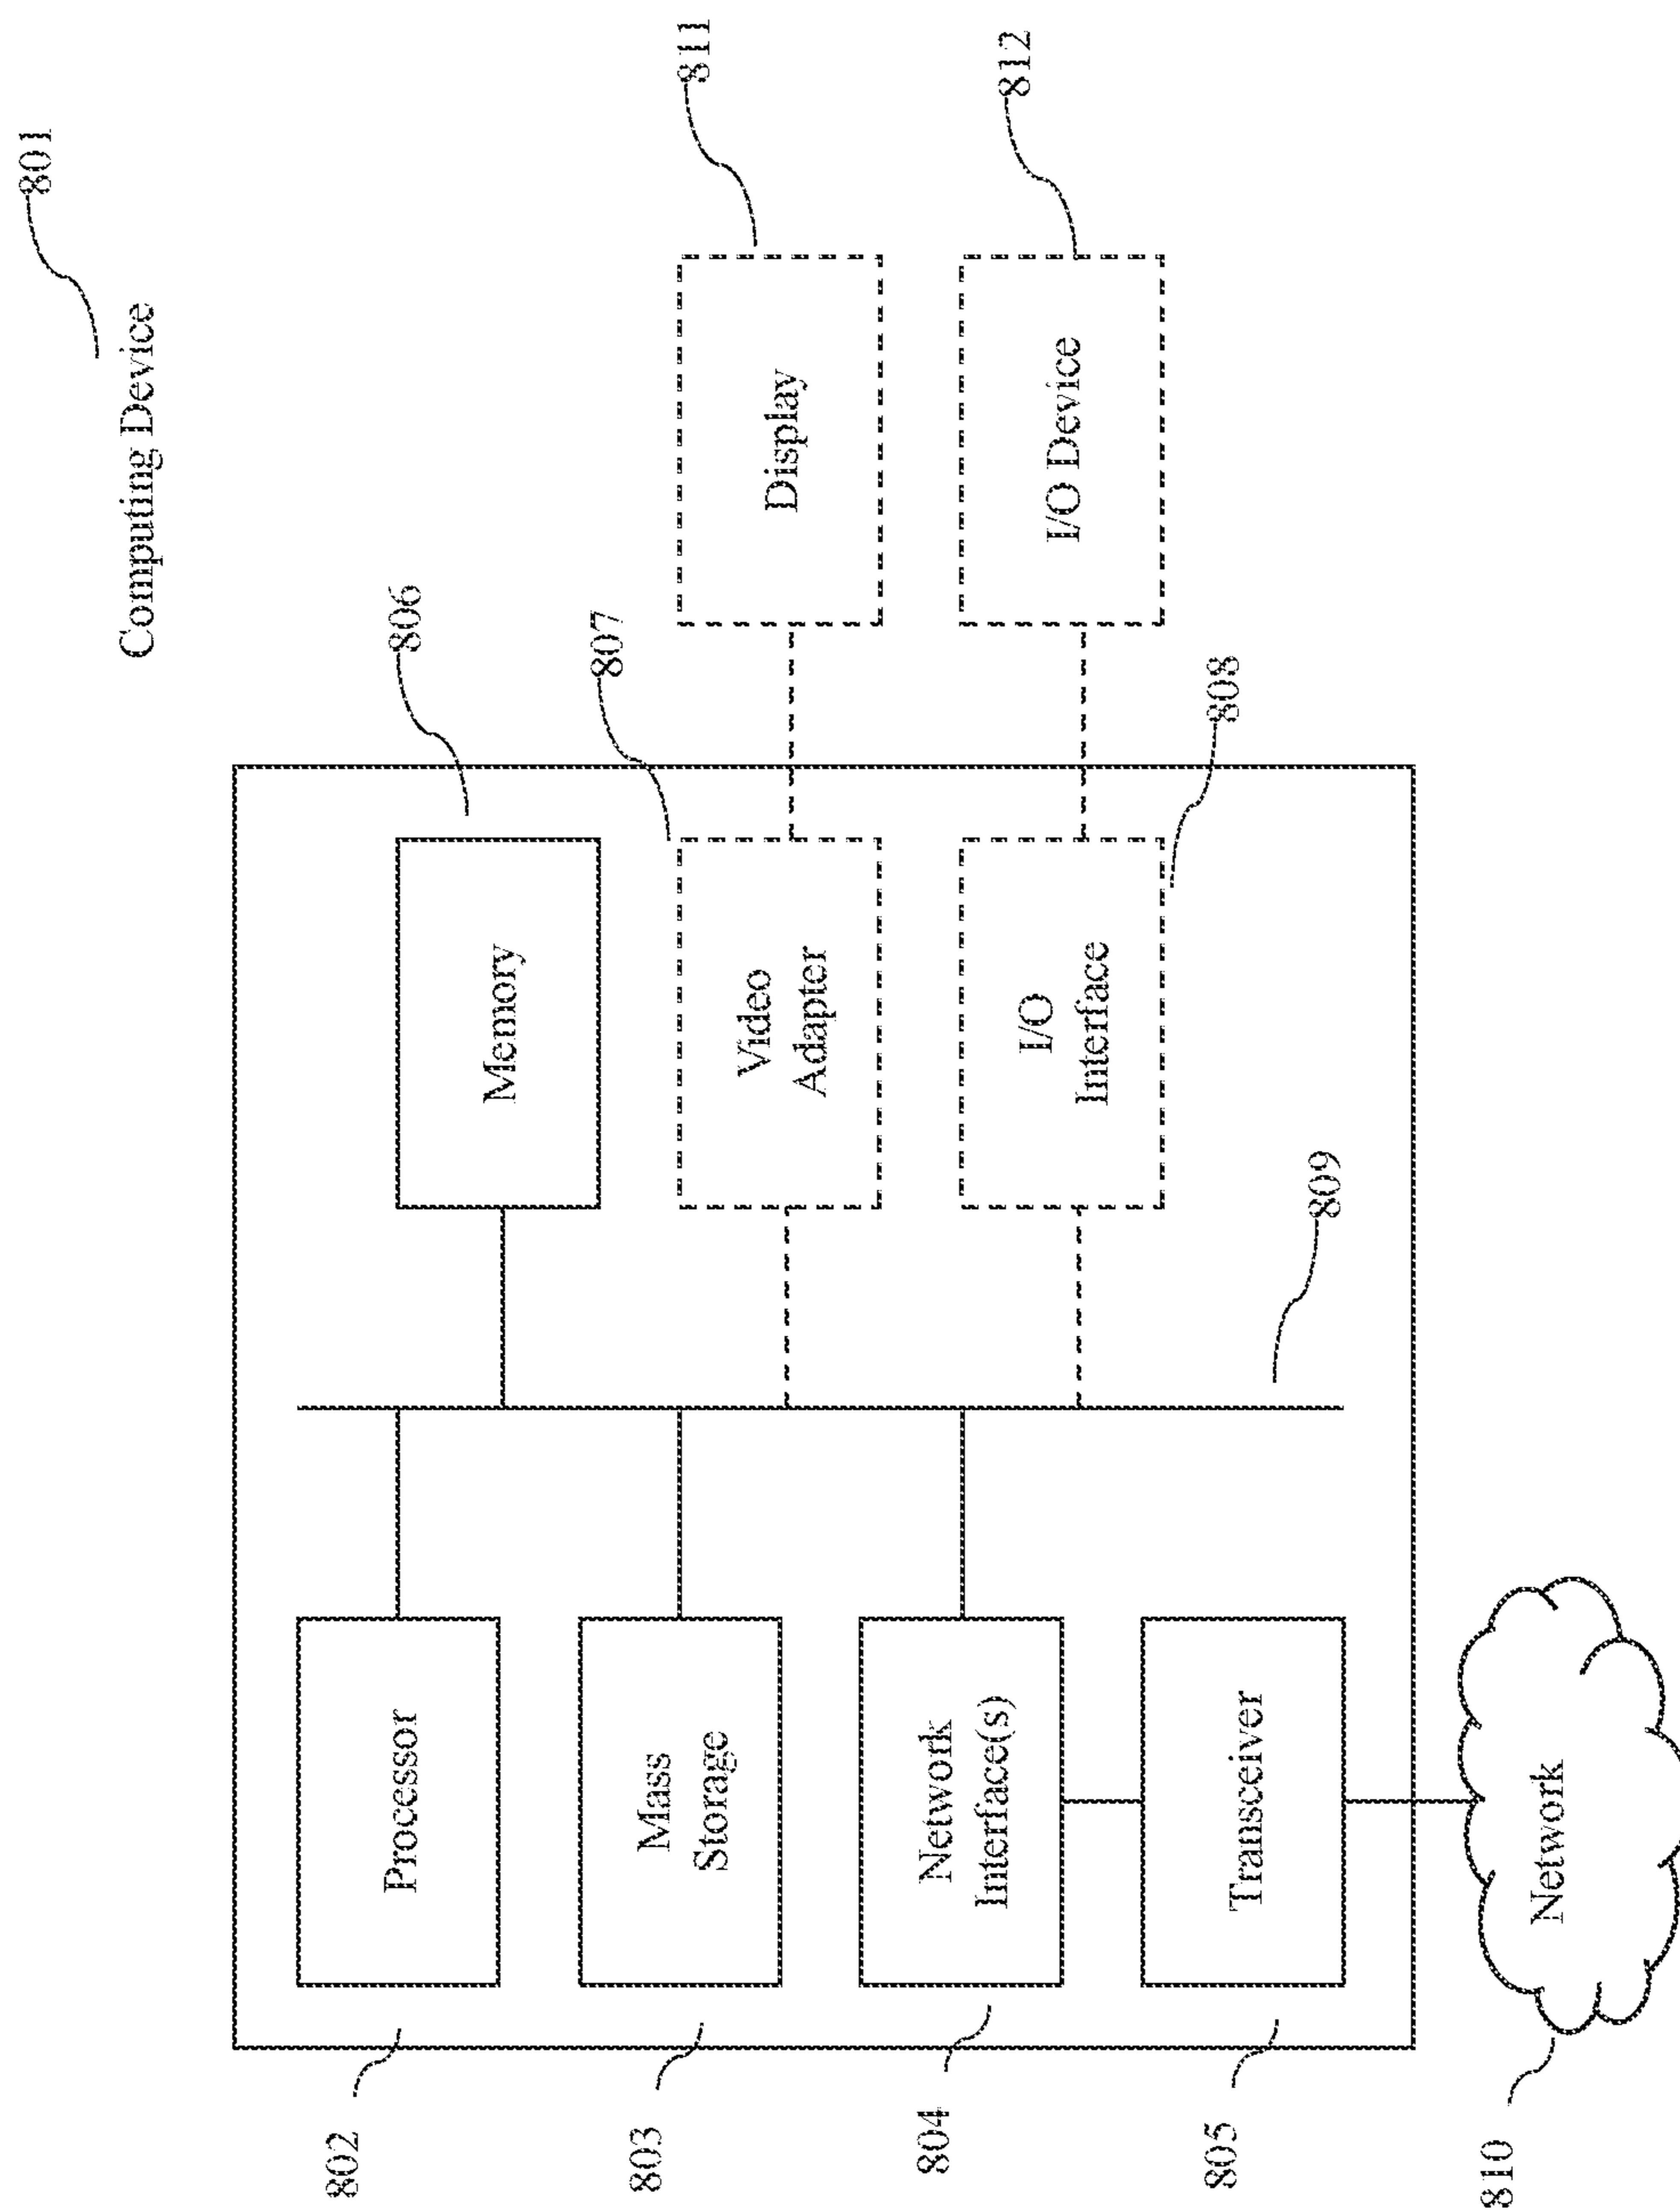 801
Computing Device
802
Processor
806
Memory
803
Mass
Storage
807
Video
Adapter
811
Display
804
Network
Interface(s)
808
I/O
Interface
812
I/O Device
805
Transceiver
809
810
Network